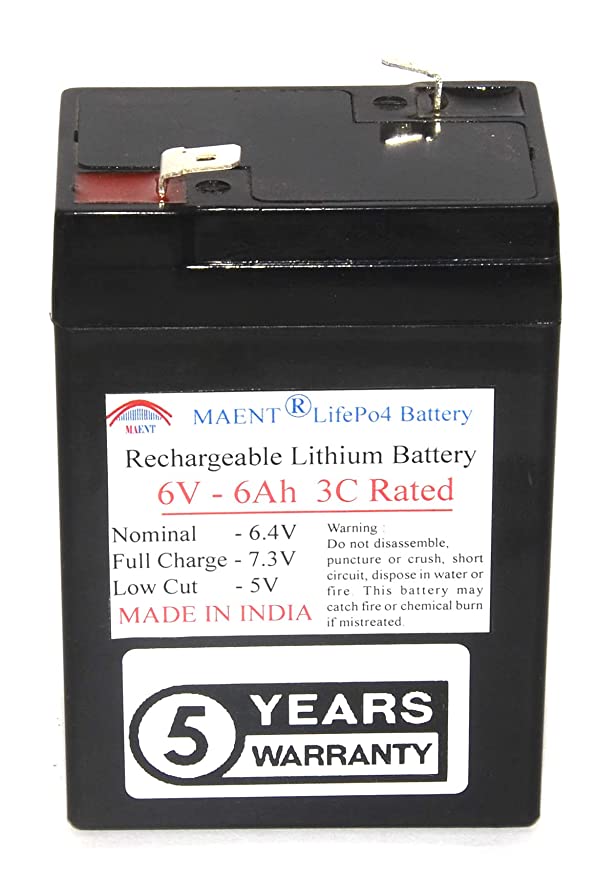 MAENT
MAENT ® LifePo4 Battery
Rechargeable Lithium Battery
6V - 6Ah 3C Rated
Nominal - 6.4V
Full Charge - 7.3V
Low Cut - 5V
MADE IN INDIA
Warning :
Do not disassemble,
puncture or crush, short
circuit, dispose in water or
fire. This battery may
catch fire or chemical burn
if mistreated.
5 YEARS
WARRANTY